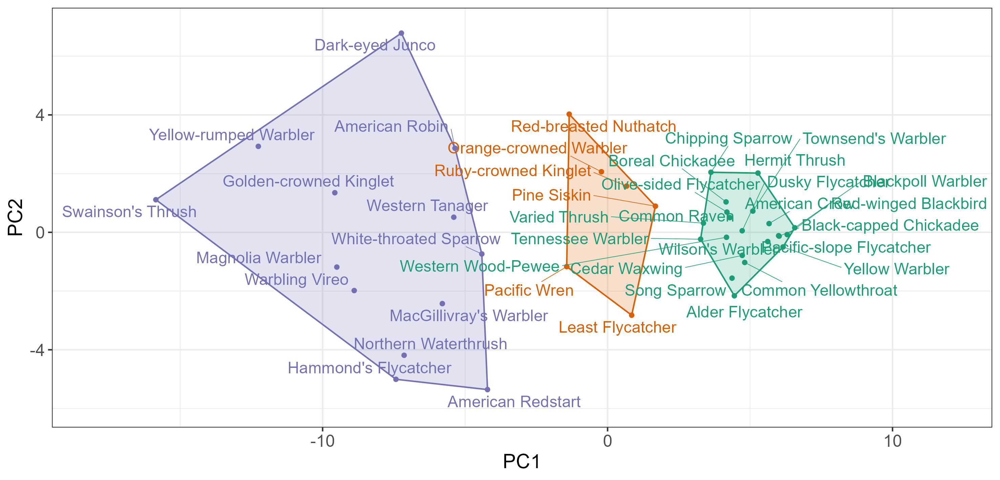 Dark-eyed Junco
4
American Robin
Red-breasted Nuthatch
Yellow-rumped Warbler
Chipping Sparrow
Townsend's Warbler
Orange-crowned Warbler
Boreal Chickadee
Hermit Thrush
Ruby-crowned Kinglet
Golden-crowned Kinglet
Olive-sided Flycatcher
Dusky Flycatcher
Blackpoll Warbler
Pine Siskin
Western Tanager
American Crow
Red-winged Blackbird
Swainson's Thrush
Varied Thrush
Common Raven
PC2
0
Black-capped Chickadee
White-throated Sparrow
Tennessee Warbler
Wilson's Warbler
Pacific-slope Flycatcher
Magnolia Warbler
Western Wood-Pewee
Cedar Waxwing
Yellow Warbler
Warbling Vireo
Pacific Wren
Song Sparrow
Common Yellowthroat
MacGillivray's Warbler
Alder Flycatcher
Least Flycatcher
Northern Waterthrush
-4
Hammond's Flycatcher
American Redstart
-10
0
10
PC1